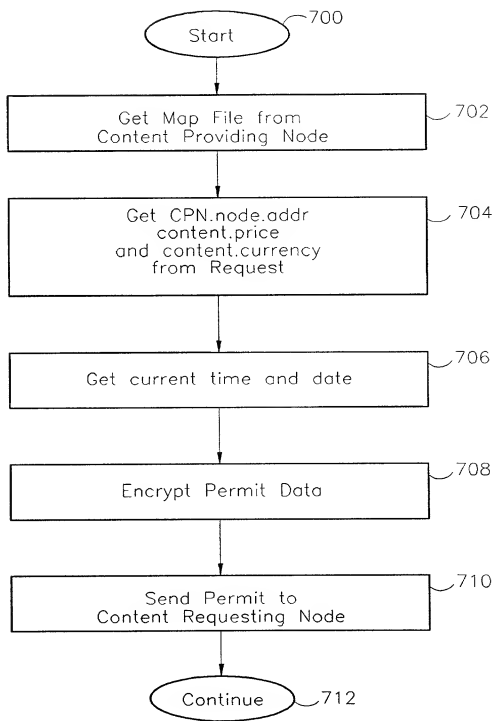 Start
700
Get Map File from
Content Providing Node
702
Get CPN.node.addr
content.price
and content.currency
from Request
704
Get current time and date
706
Encrypt Permit Data
708
Send Permit to
Content Requesting Node
710
Continue
712